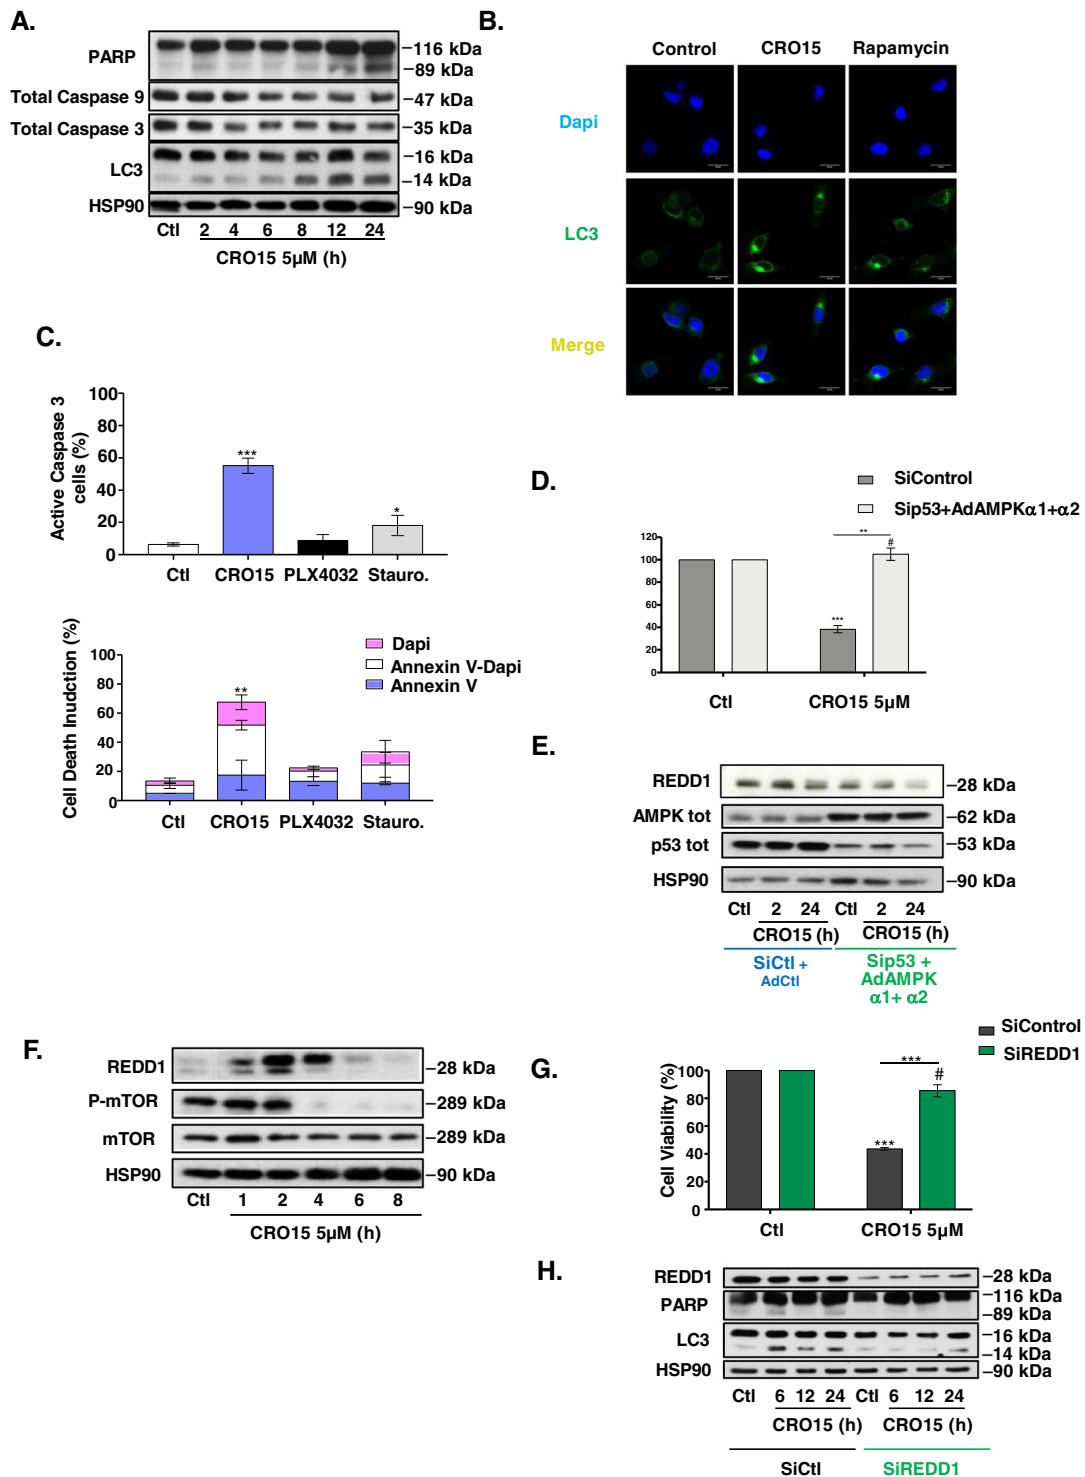 A.
PARP
–116 kDa
–89 kDa
Total Caspase 9
–47 kDa
Total Caspase 3
–35 kDa
LC3
–16 kDa
–14 kDa
HSP90
–90 kDa
Ctl 2 4 6 8 12 24
CRO15 5µM (h)
B.
Control CRO15 Rapamycin
Dapi
LC3
Merge
C.
Active Caspase 3
cells (%)
100
80
60
40
20
0
***
*
Ctl CRO15 PLX4032 Stauro.
Cell Death Inudction (%)
100
80
60
40
20
0
Dapi
Annexin V-Dapi
Annexin V
**
Ctl CRO15 PLX4032 Stauro.
D.
SiControl
Sip53+AdAMPKα1+α2
120
100
80
60
40
20
0
**
#
***
Ctl CRO15 5µM
E.
REDD1
–28 kDa
AMPK tot
–62 kDa
p53 tot
–53 kDa
HSP90
–90 kDa
Ctl 2 24 Ctl 2 24
CRO15 (h) CRO15 (h)
SiCtl +
AdCtl
Sip53 +
AdAMPK
α1+ α2
F.
REDD1
–28 kDa
P-mTOR
–289 kDa
mTOR
–289 kDa
HSP90
–90 kDa
Ctl 1 2 4 6 8
CRO15 5µM (h)
G.
SiControl
SiREDD1
Cell Viability (%)
100
80
60
40
20
0
***
#
***
Ctl CRO15 5µM
H.
REDD1
–28 kDa
PARP
–116 kDa
–89 kDa
LC3
–16 kDa
–14 kDa
HSP90
–90 kDa
Ctl 6 12 24 Ctl 6 12 24
CRO15 (h) CRO15 (h)
SiCtl SiREDD1